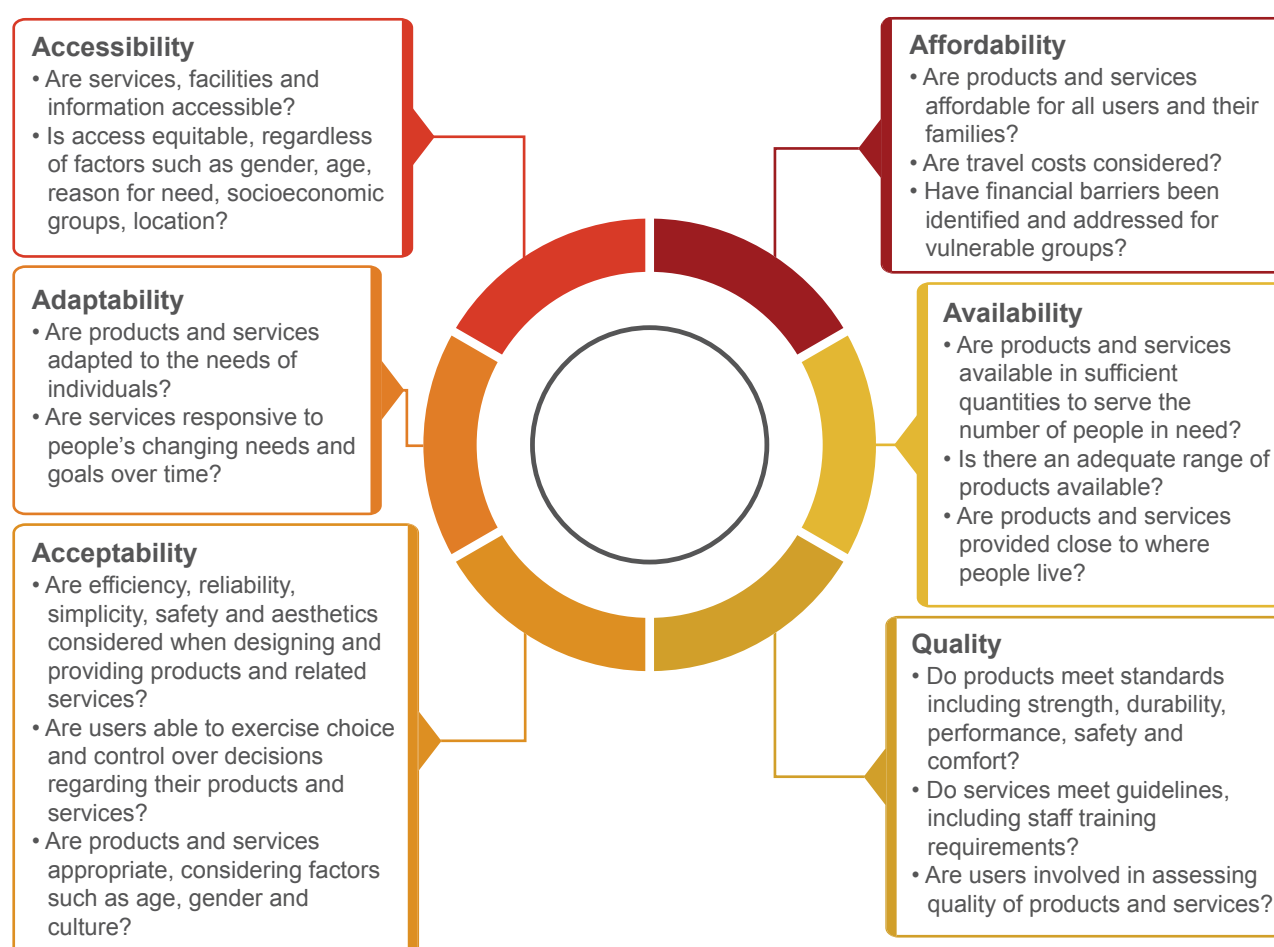 Accessibility
• Are services, facilities and
information accessible?
• Is access equitable, regardless
of factors such as gender, age,
reason for need, socioeconomic
groups, location?
Adaptability
• Are products and services
adapted to the needs of
individuals?
• Are services responsive to
people’s changing needs and
goals over time?
Acceptability
• Are efficiency, reliability,
simplicity, safety and aesthetics
considered when designing and
providing products and related
services?
• Are users able to exercise choice
and control over decisions
regarding their products and
services?
• Are products and services
appropriate, considering factors
such as age, gender and
culture?
Affordability
• Are products and services
affordable for all users and their
families?
• Are travel costs considered?
• Have financial barriers been
identified and addressed for
vulnerable groups?
Availability
• Are products and services
available in sufficient
quantities to serve the
number of people in need?
• Is there an adequate range of
products available?
• Are products and services
provided close to where
people live?
Quality
• Do products meet standards
including strength, durability,
performance, safety and
comfort?
• Do services meet guidelines,
including staff training
requirements?
• Are users involved in assessing
quality of products and services?